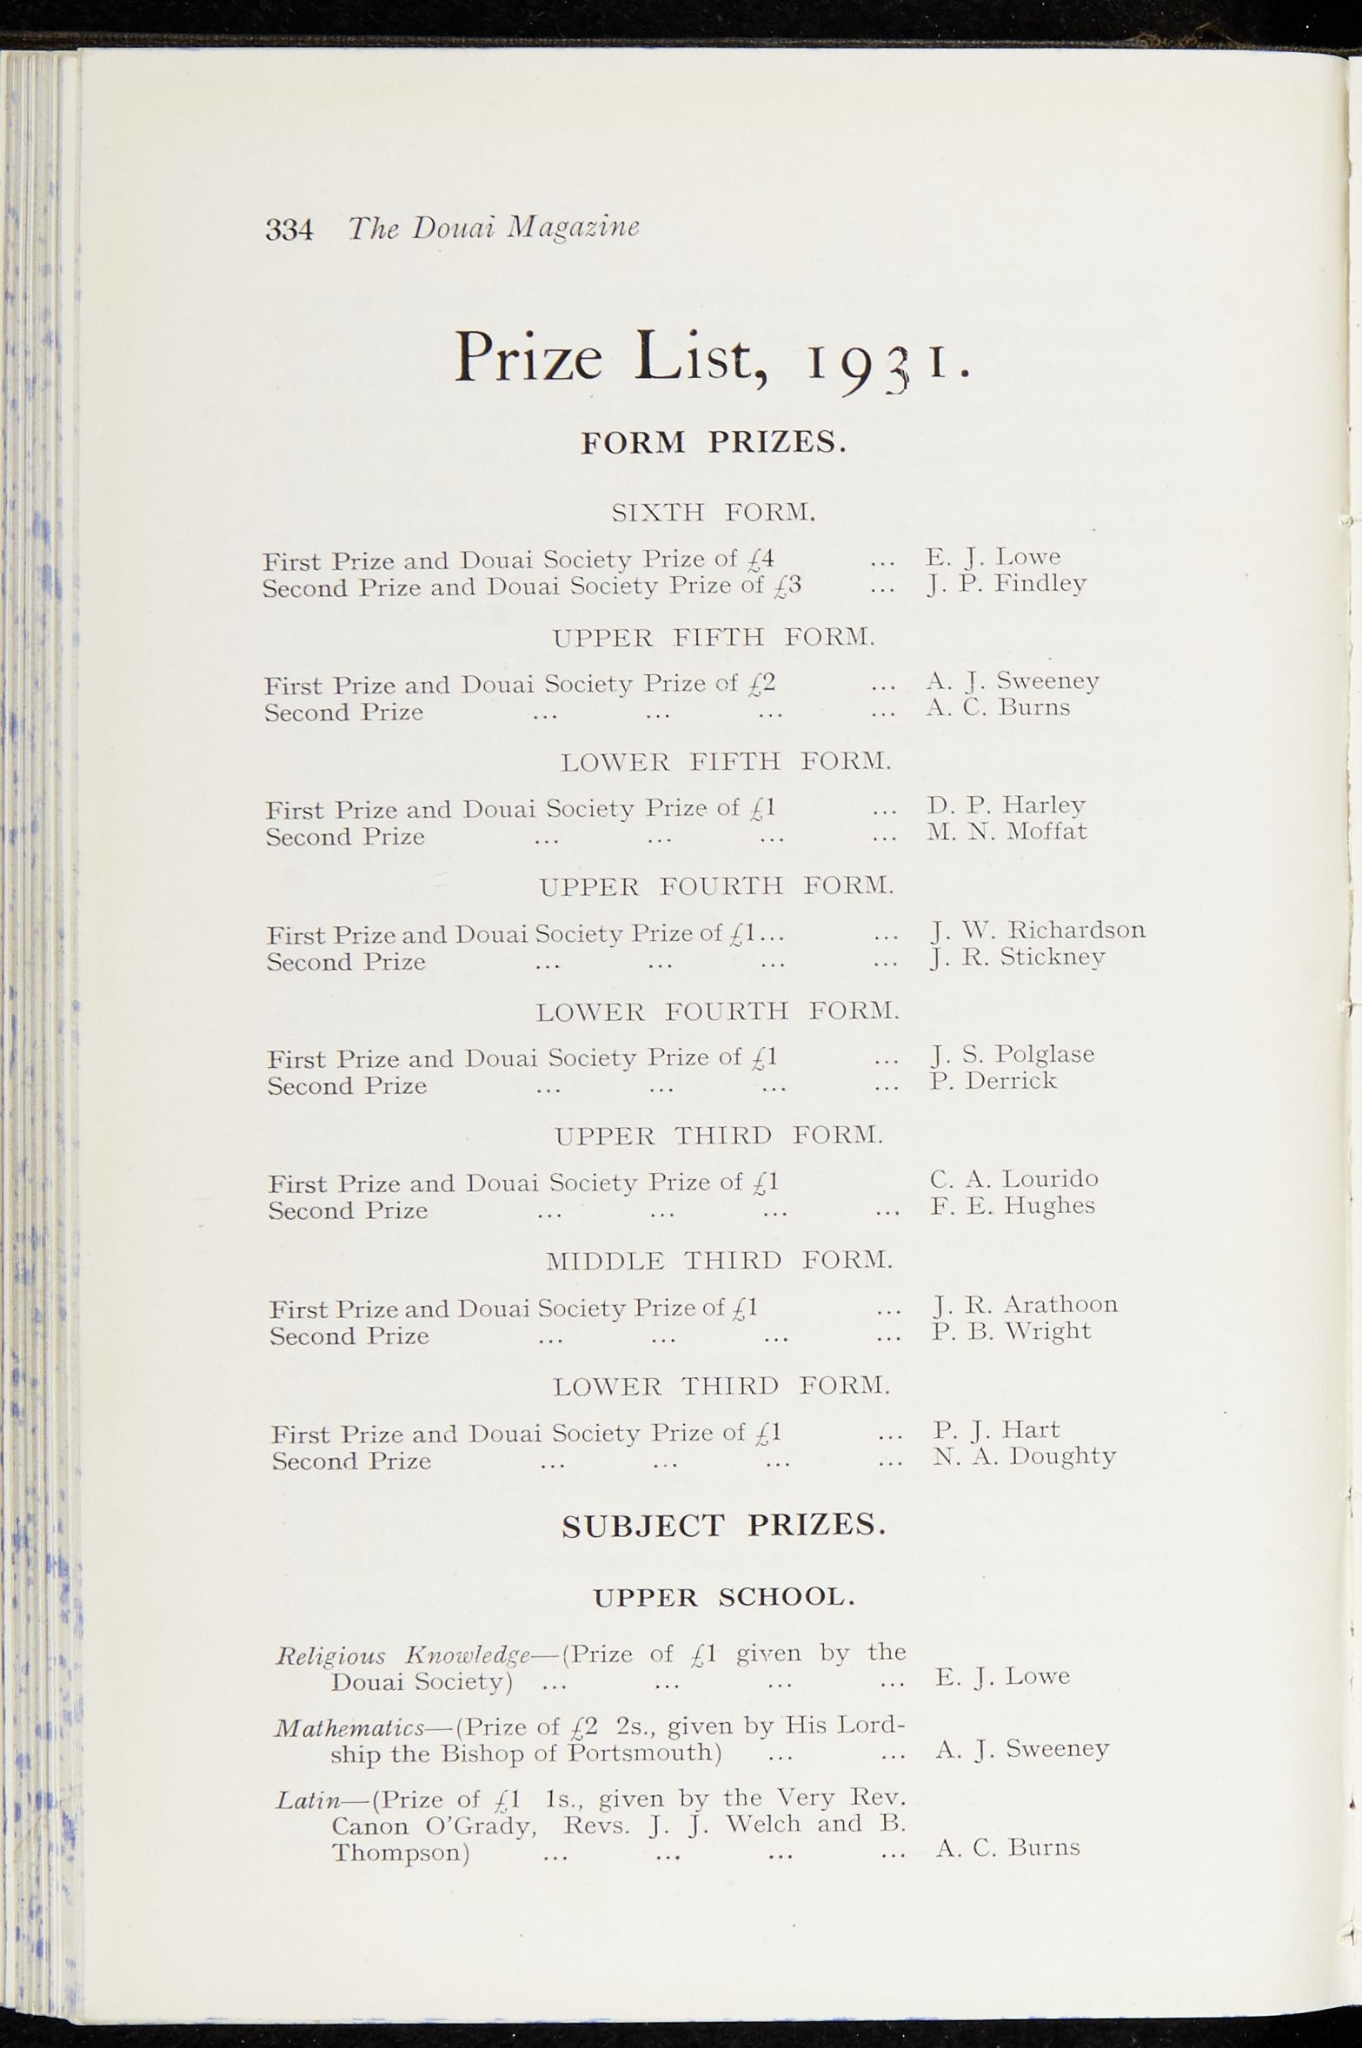 334 The Douai Magazine
Prize List, 1931.
FORM PRIZES.
SIXTH FORM.
First Prize and Douai Society Prize of £4 ... E. J. Lowe
Second Prize and Douai Society Prize of £3 ... J. P. Findley
UPPER FIFTH FORM.
First Prize and Douai Society Prize of £2 ... A. J. Sweeney
Second Prize ... ... ... ... A. C. Burns
LOWER FIFTH FORM.
First Prize and Douai Society Prize of £1 ... D. P. Harley
Second Prize ... ... ... ... M. N. Moffat
UPPER FOURTH FORM.
First Prize and Douai Society Prize of £1... ... J. W. Richardson
Second Prize ... ... ... ... J. R. Stickney
LOWER FOURTH FORM.
First Prize and Douai Society Prize of £1 ... J. S. Polglase
Second Prize ... ... ... ... P. Derrick
UPPER THIRD FORM.
First Prize and Douai Society Prize of £1 C. A. Lourido
Second Prize ... ... ... ... F. E. Hughes
MIDDLE THIRD FORM.
First Prize and Douai Society Prize of £1 ... J. R. Arathoon
Second Prize ... ... ... ... P. B. Wright
LOWER THIRD FORM.
First Prize and Douai Society Prize of £1 ... P. J. Hart
Second Prize ... ... ... ... N. A. Doughty
SUBJECT PRIZES.
UPPER SCHOOL.
Religious Knowledge—(Prize of £1 given by the
Douai Society) ... ... ... ... E. J. Lowe
Mathematics—(Prize of £2 2s., given by His Lord-
ship the Bishop of Portsmouth) ... ... A. J. Sweeney
Latin—(Prize of £1 1s., given by the Very Rev.
Canon O'Grady, Revs. J. J. Welch and B.
Thompson) ... ... ... ... A. C. Burns